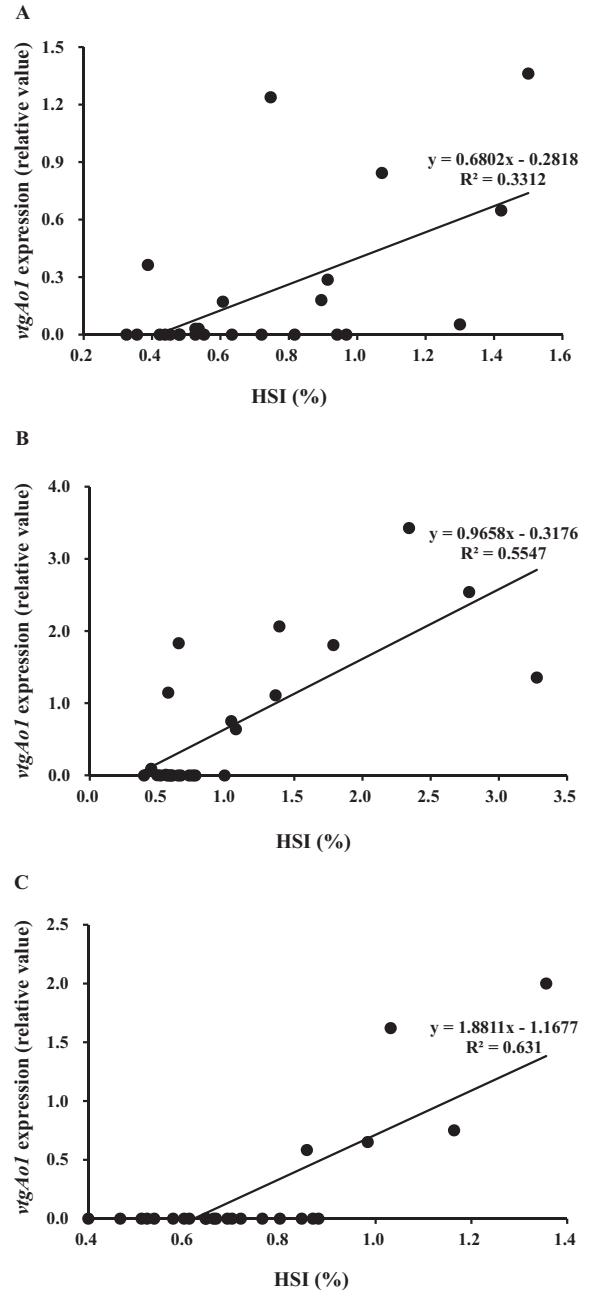 A
vtgAo1 expression (relative value)
1.5
1.2
0.9
0.6
0.3
0.0
y = 0.6802x - 0.2818
R² = 0.3312
0.2 0.4 0.6 0.8 1.0 1.2 1.4 1.6
HSI (%)
B
vtgAo1 expression (relative value)
4.0
3.0
2.0
1.0
0.0
y = 0.9658x - 0.3176
R² = 0.5547
0.0 0.5 1.0 1.5 2.0 2.5 3.0 3.5
HSI (%)
C
vtgAo1 expression (relative value)
2.5
2.0
1.5
1.0
0.5
0.0
y = 1.8811x - 1.1677
R² = 0.631
0.4 0.6 0.8 1.0 1.2 1.4
HSI (%)